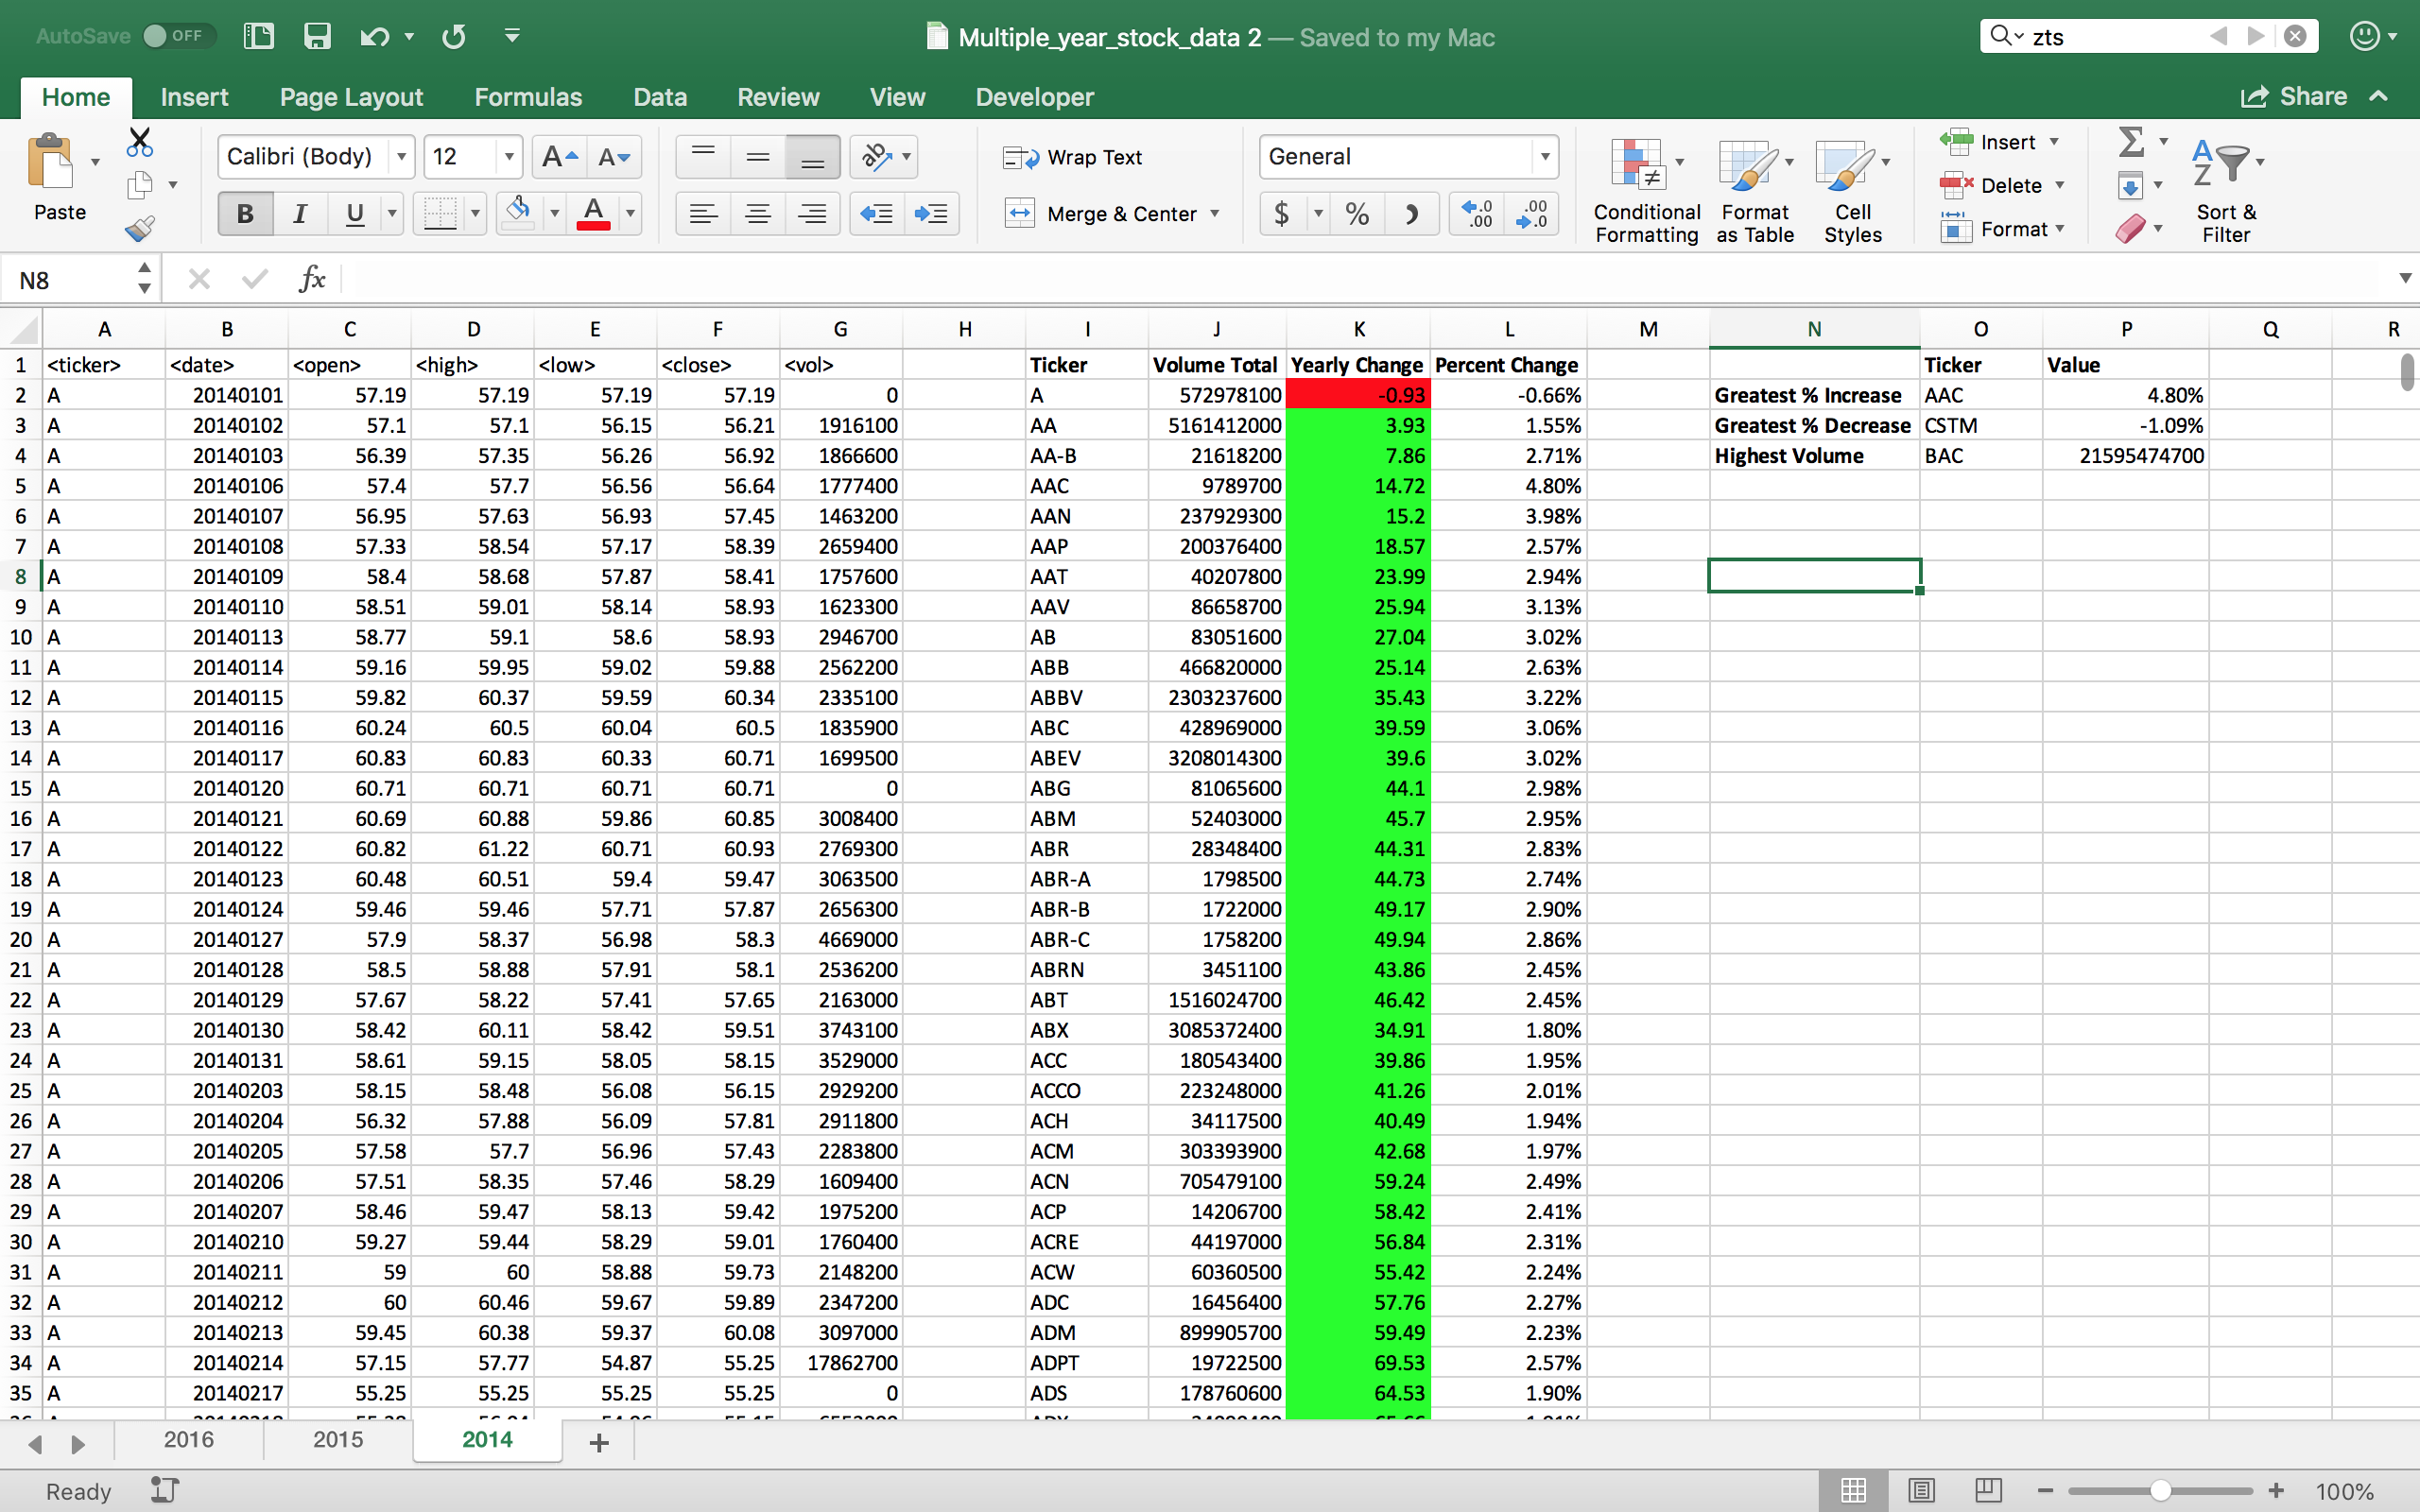 AutoSave OFF Multiple_year_stock_data 2 — Saved to my Mac zts
Home Insert Page Layout Formulas Data Review View Developer Share
Paste Calibri (Body) 12 A A Wrap Text General Insert
B I U A ab Merge & Center $ % .0 .00 .00 .0 Conditional Formatting Format as Table Cell Styles Delete Format A Z Sort & Filter
N8 fx
A B C D E F G H I J K L M N O P Q R
1 <ticker> <date> <open> <high> <low> <close> <vol> Ticker Volume Total Yearly Change Percent Change Ticker Value
2 A 20140101 57.19 57.19 57.19 57.19 0 A 572978100 -0.93 -0.66% Greatest % Increase AAC 4.80%
3 A 20140102 57.1 57.1 56.15 56.21 1916100 AA 5161412000 3.93 1.55% Greatest % Decrease CSTM -1.09%
4 A 20140103 56.39 57.35 56.26 56.92 1866600 AA-B 21618200 7.86 2.71% Highest Volume BAC 21595474700
5 A 20140106 57.4 57.7 56.56 56.64 1777400 AAC 9789700 14.72 4.80%
6 A 20140107 56.95 57.63 56.93 57.45 1463200 AAN 237929300 15.2 3.98%
7 A 20140108 57.33 58.54 57.17 58.39 2659400 AAP 200376400 18.57 2.57%
8 A 20140109 58.4 58.68 57.87 58.41 1757600 AAT 40207800 23.99 2.94%
9 A 20140110 58.51 59.01 58.14 58.93 1623300 AAV 86658700 25.94 3.13%
10 A 20140113 58.77 59.1 58.6 58.93 2946700 AB 83051600 27.04 3.02%
11 A 20140114 59.16 59.95 59.02 59.88 2562200 ABB 466820000 25.14 2.63%
12 A 20140115 59.82 60.37 59.59 60.34 2335100 ABBV 2303237600 35.43 3.22%
13 A 20140116 60.24 60.5 60.04 60.5 1835900 ABC 428969000 39.59 3.06%
14 A 20140117 60.83 60.83 60.33 60.71 1699500 ABEV 3208014300 39.6 3.02%
15 A 20140120 60.71 60.71 60.71 60.71 0 ABG 81065600 44.1 2.98%
16 A 20140121 60.69 60.88 59.86 60.85 3008400 ABM 52403000 45.7 2.95%
17 A 20140122 60.82 61.22 60.71 60.93 2769300 ABR 28348400 44.31 2.83%
18 A 20140123 60.48 60.51 59.4 59.47 3063500 ABR-A 1798500 44.73 2.74%
19 A 20140124 59.46 59.46 57.71 57.87 2656300 ABR-B 1722000 49.17 2.90%
20 A 20140127 57.9 58.37 56.98 58.3 4669000 ABR-C 1758200 49.94 2.86%
21 A 20140128 58.5 58.88 57.91 58.1 2536200 ABRN 3451100 43.86 2.45%
22 A 20140129 57.67 58.22 57.41 57.65 2163000 ABT 1516024700 46.42 2.45%
23 A 20140130 58.42 60.11 58.42 59.51 3743100 ABX 3085372400 34.91 1.80%
24 A 20140131 58.61 59.15 58.05 58.15 3529000 ACC 180543400 39.86 1.95%
25 A 20140203 58.15 58.48 56.08 56.15 2929200 ACCO 223248000 41.26 2.01%
26 A 20140204 56.32 57.88 56.09 57.81 2911800 ACH 34117500 40.49 1.94%
27 A 20140205 57.58 57.7 56.96 57.43 2283800 ACM 303393900 42.68 1.97%
28 A 20140206 57.51 58.35 57.46 58.29 1609400 ACN 705479100 59.24 2.49%
29 A 20140207 58.46 59.47 58.13 59.42 1975200 ACP 14206700 58.42 2.41%
30 A 20140210 59.27 59.44 58.29 59.01 1760400 ACRE 44197000 56.84 2.31%
31 A 20140211 59 60 58.88 59.73 2148200 ACW 60360500 55.42 2.24%
32 A 20140212 60 60.46 59.67 59.89 2347200 ADC 16456400 57.76 2.27%
33 A 20140213 59.45 60.38 59.37 60.08 3097000 ADM 899905700 59.49 2.23%
34 A 20140214 57.15 57.77 54.87 55.25 17862700 ADPT 19722500 69.53 2.57%
35 A 20140217 55.25 55.25 55.25 55.25 0 ADS 178760600 64.53 1.90%
2016 2015 2014
Ready 100%